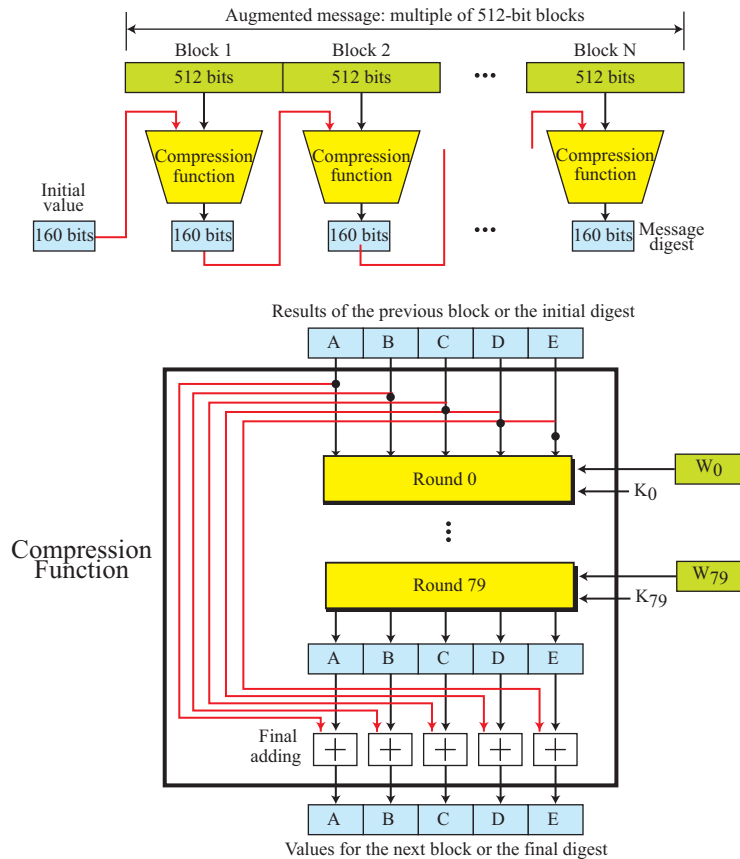 Augmented message: multiple of 512-bit blocks
Block 1 Block 2 Block N
512 bits 512 bits ... 512 bits
Compression function
Compression function
Compression function
Initial value
160 bits 160 bits 160 bits ... 160 bits
Message digest
Results of the previous block or the initial digest
A B C D E
Round 0
W0
K0
...
Compression
Function
Round 79
W79
K79
A B C D E
Final
adding
+ + + + +
A B C D E
Values for the next block or the final digest